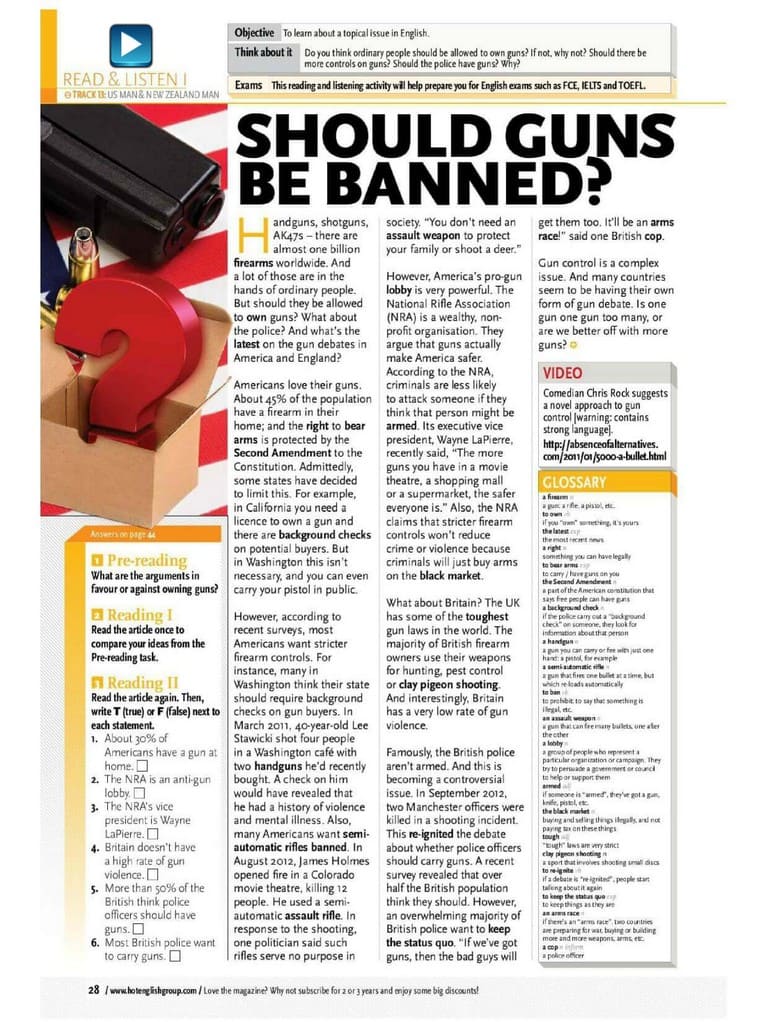 Objective To learn about a topical issue in English.
Think about it Do you think ordinary people should be allowed to own guns? If not, why not? Should there be
more controls on guns? Should the police have guns? Why?
Exams This reading and listening activity will help prepare you for English exams such as FCE, IELTS and TOEFL.
READ & LISTEN I
TRACK 13: US MAN & NEW ZEALAND MAN
SHOULD GUNS
BE BANNED?
Handguns, shotguns,
AK47s – there are
almost one billion
firearms worldwide. And
a lot of those are in the
hands of ordinary people.
But should they be allowed
to own guns? What about
the police? And what's the
latest on the gun debates in
America and England?
Americans love their guns.
About 45% of the population
have a firearm in their
home; and the right to bear
arms is protected by the
Second Amendment to the
Constitution. Admittedly,
some states have decided
to limit this. For example,
in California you need a
licence to own a gun and
there are background checks
on potential buyers. But
in Washington this isn't
necessary, and you can even
carry your pistol in public.
However, according to
recent surveys, most
Americans want stricter
firearm controls. For
instance, many in
Washington think their state
should require background
checks on gun buyers. In
March 2011, 40-year-old Lee
Stawicki shot four people
in a Washington café with
two handguns he'd recently
bought. A check on him
would have revealed that
he had a history of violence
and mental illness. Also,
many Americans want semi-
automatic rifles banned. In
August 2012, James Holmes
opened fire in a Colorado
movie theatre, killing 12
people. He used a semi-
automatic assault rifle. In
response to the shooting,
one politician said such
rifles serve no purpose in
society. “You don't need an
assault weapon to protect
your family or shoot a deer.”
However, America's pro-gun
lobby is very powerful. The
National Rifle Association
(NRA) is a wealthy, non-
profit organisation. They
argue that guns actually
make America safer.
According to the NRA,
criminals are less likely
to attack someone if they
think that person might be
armed. Its executive vice
president, Wayne LaPierre,
recently said, “The more
guns you have in a movie
theatre, a shopping mall
or a supermarket, the safer
everyone is.” Also, the NRA
claims that stricter firearm
controls won't reduce
crime or violence because
criminals will just buy arms
on the black market.
What about Britain? The UK
has some of the toughest
gun laws in the world. The
majority of British firearm
owners use their weapons
for hunting, pest control
or clay pigeon shooting.
And interestingly, Britain
has a very low rate of gun
violence.
Famously, the British police
aren't armed. And this is
becoming a controversial
issue. In September 2012,
two Manchester officers were
killed in a shooting incident.
This re-ignited the debate
about whether police officers
should carry guns. A recent
survey revealed that over
half the British population
think they should. However,
an overwhelming majority of
British police want to keep
the status quo. “If we've got
guns, then the bad guys will
get them too. It'll be an arms
race!” said one British cop.
Gun control is a complex
issue. And many countries
seem to be having their own
form of gun debate. Is one
gun one gun too many, or
are we better off with more
guns?
VIDEO
Comedian Chris Rock suggests
a novel approach to gun
control [warning: contains
strong language].
http://absenceofalternatives.
com/2011/01/5000-a-bullet.html
GLOSSARY
a firearm n
a gun: a rifle, a pistol, etc.
to own vb
if you “own” something, it's yours
the latest exp
the most recent news
a right n
something you can have legally
to bear arms exp
to carry / have guns on you
the Second Amendment n
a part of the American constitution that
says free people can have guns
a background check n
if the police carry out a “background
check” on someone, they look for
information about that person
a handgun n
a gun you can carry or fire with just one
hand: a pistol, for example
a semi-automatic rifle n
a gun that fires one bullet at a time, but
which re-loads automatically
to ban vb
to prohibit; to say that something is
illegal, etc.
an assault weapon n
a gun that can fire many bullets, one after
the other
a lobby n
a group of people who represent a
particular organization or campaign. They
try to persuade a government or council
to help or support them
armed adj
if someone is “armed”, they've got a gun,
knife, pistol, etc.
the black market n
buying and selling things illegally, and not
paying tax on these things
tough adj
“tough” laws are very strict
clay pigeon shooting n
a sport that involves shooting small discs
to re-ignite vb
if a debate is “re-ignited”, people start
talking about it again
to keep the status quo exp
to keep things as they are
an arms race n
if there's an “arms race”, two countries
are preparing for war, buying or building
more and more weapons, arms, etc.
a cop n inform
a police officer
Answers on page 44
1 Pre-reading
What are the arguments in
favour or against owning guns?
2 Reading I
Read the article once to
compare your ideas from the
Pre-reading task.
3 Reading II
Read the article again. Then,
write T (true) or F (false) next to
each statement.
1. About 30% of
Americans have a gun at
home.
2. The NRA is an anti-gun
lobby.
3. The NRA's vice
president is Wayne
LaPierre.
4. Britain doesn't have
a high rate of gun
violence.
5. More than 50% of the
British think police
officers should have
guns.
6. Most British police want
to carry guns.
28 / www.hotenglishgroup.com / Love the magazine? Why not subscribe for 2 or 3 years and enjoy some big discounts!